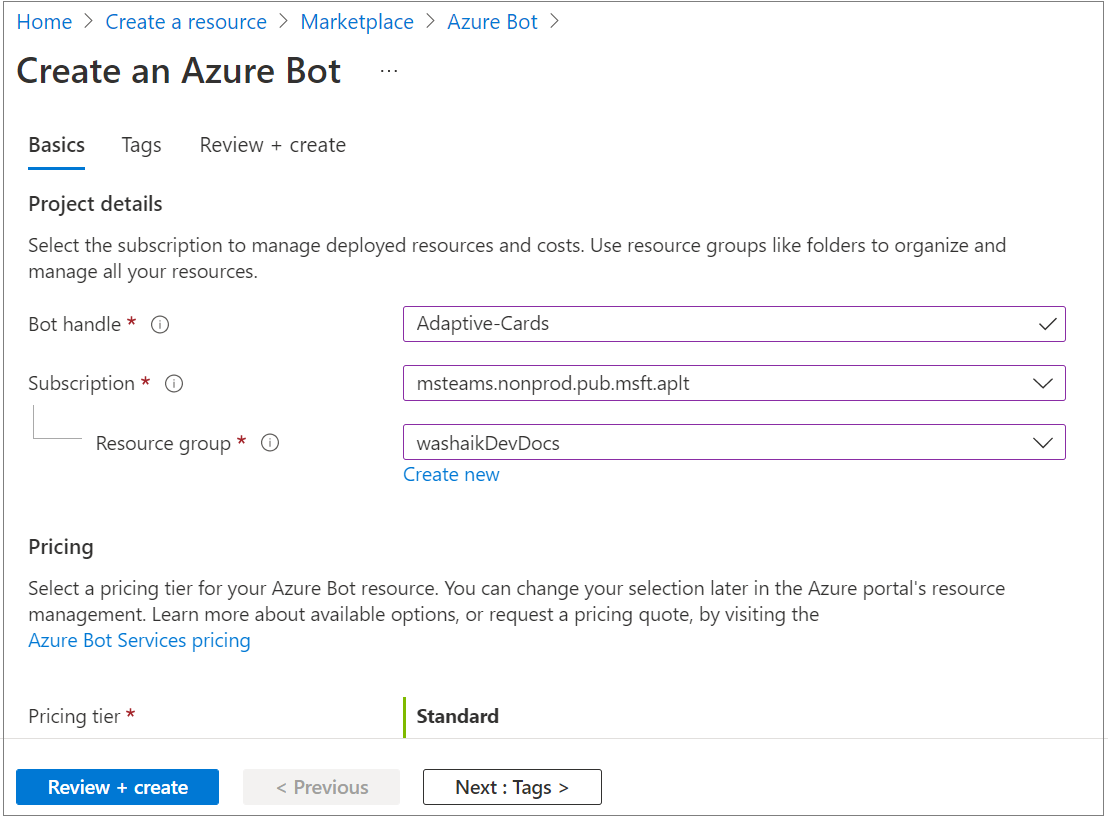 Home > Create a resource > Marketplace > Azure Bot >
Create an Azure Bot ...
Basics Tags Review + create
Project details
Select the subscription to manage deployed resources and costs. Use resource groups like folders to organize and
manage all your resources.
Bot handle * Adaptive-Cards
Subscription * msteams.nonprod.pub.msft.aplt
Resource group * washaikDevDocs
Create new
Pricing
Select a pricing tier for your Azure Bot resource. You can change your selection later in the Azure portal's resource
management. Learn more about available options, or request a pricing quote, by visiting the
Azure Bot Services pricing
Pricing tier * Standard
Review + create < Previous Next : Tags >